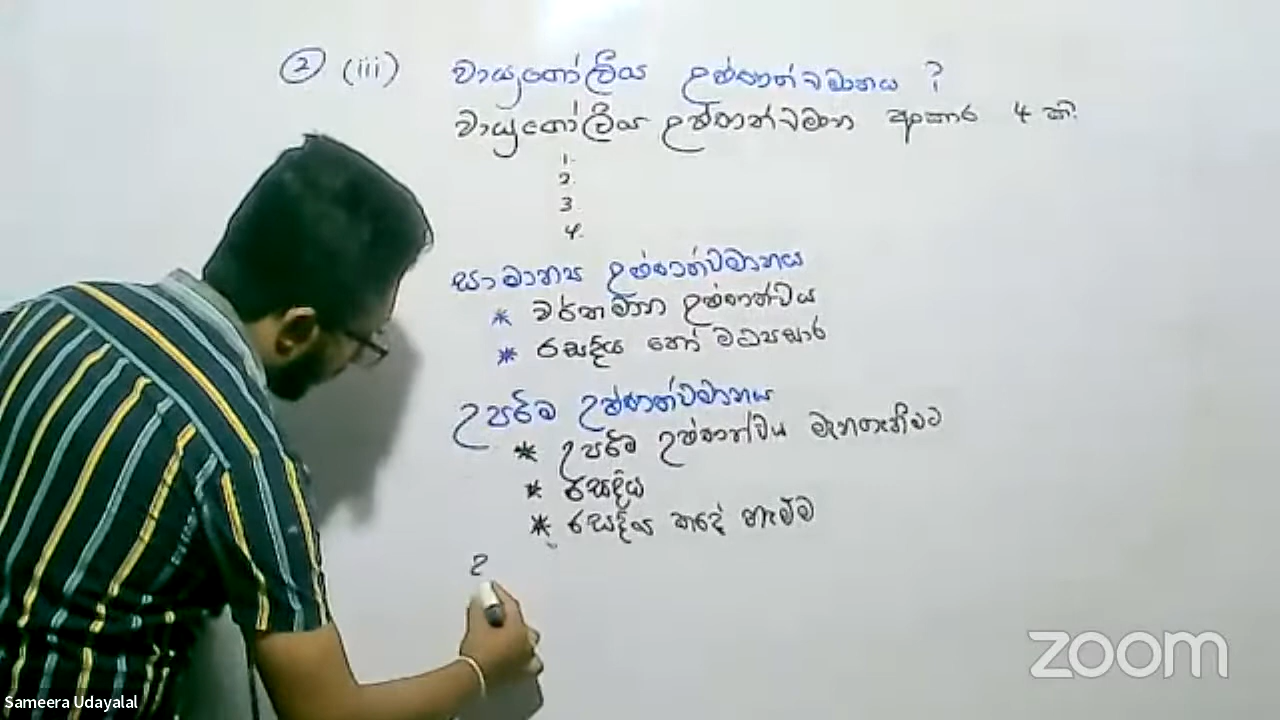 ② (iii) වායුගෝලීය උෂ්ණත්වමානය ?
වායුගෝලීය උෂ්ණත්වමාන ආකාර 4 කි.
1.
2.
3.
4.
සාමාන්‍ය උෂ්ණත්වමානය
* වර්තමාන උෂ්ණත්වය
* රසදිය හෝ මධ්‍යසාර
උපරිම උෂ්ණත්වමානය
* උපරිම උෂ්ණත්වය මැනගැනීමට
* රසදිය
* රසදිය කඳේ හැමීම
zoom
Sameera Udayalal